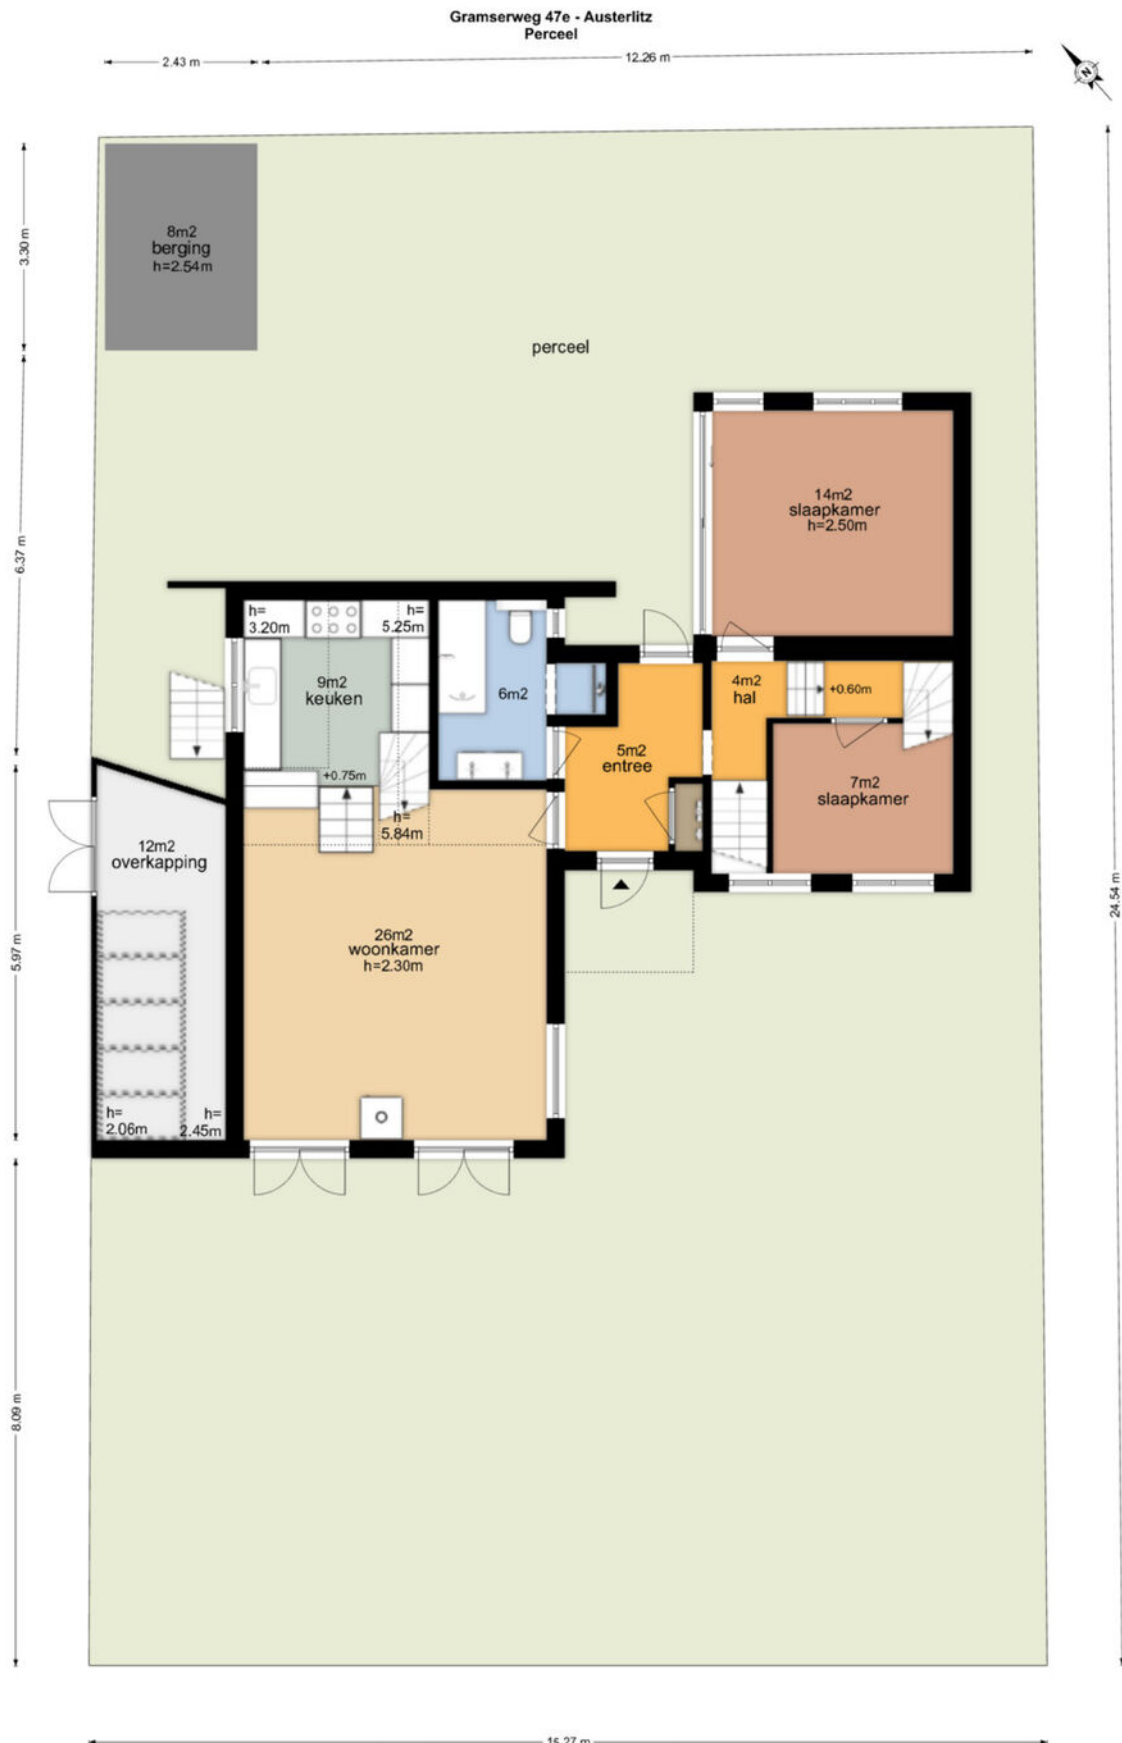 Gramserweg 47e - Austerlitz
Perceel
2.43 m
12.26 m
N
3.30 m
8m2
berging
h=2.54m
perceel
6.37 m
14m2
slaapkamer
h=2.50m
h=
3.20m
h=
5.25m
9m2
keuken
6m2
4m2
hal
+0.60m
+0.75m
5m2
entree
7m2
slaapkamer
h=
5.84m
12m2
overkapping
24.54 m
5.97 m
26m2
woonkamer
h=2.30m
h=
2.06m
h=
2.45m
8.09 m
15.27 m